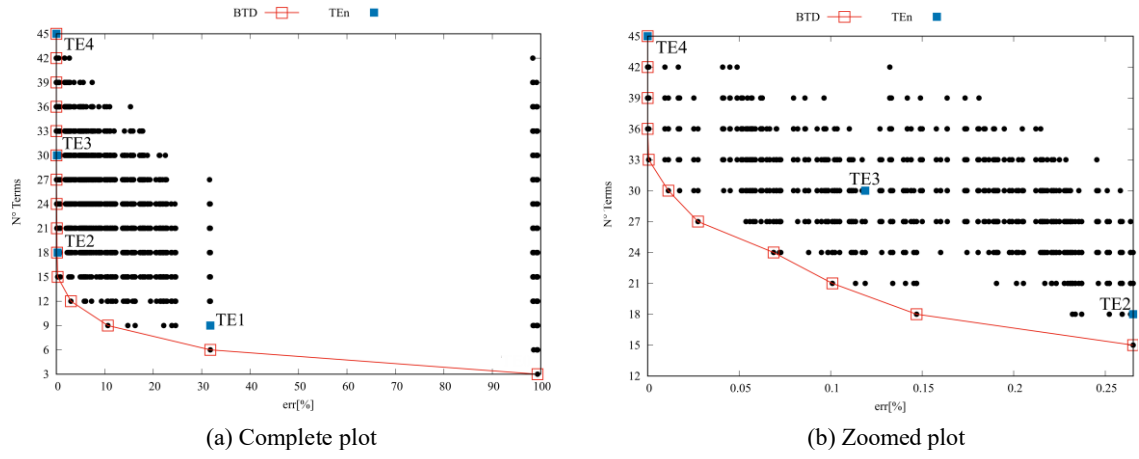 BTD TEn
45
42
39
36
33
30
27
24
21
18
15
12
9
6
3
N° Terms
TE4
TE3
TE2
TE1
0 10 20 30 40 50 60 70 80 90 100
err[%]
(a) Complete plot
BTD TEn
45
42
39
36
33
30
27
24
21
18
15
12
N° Terms
TE4
TE3
TE2
0 0.05 0.1 0.15 0.2 0.25
err[%]
(b) Zoomed plot